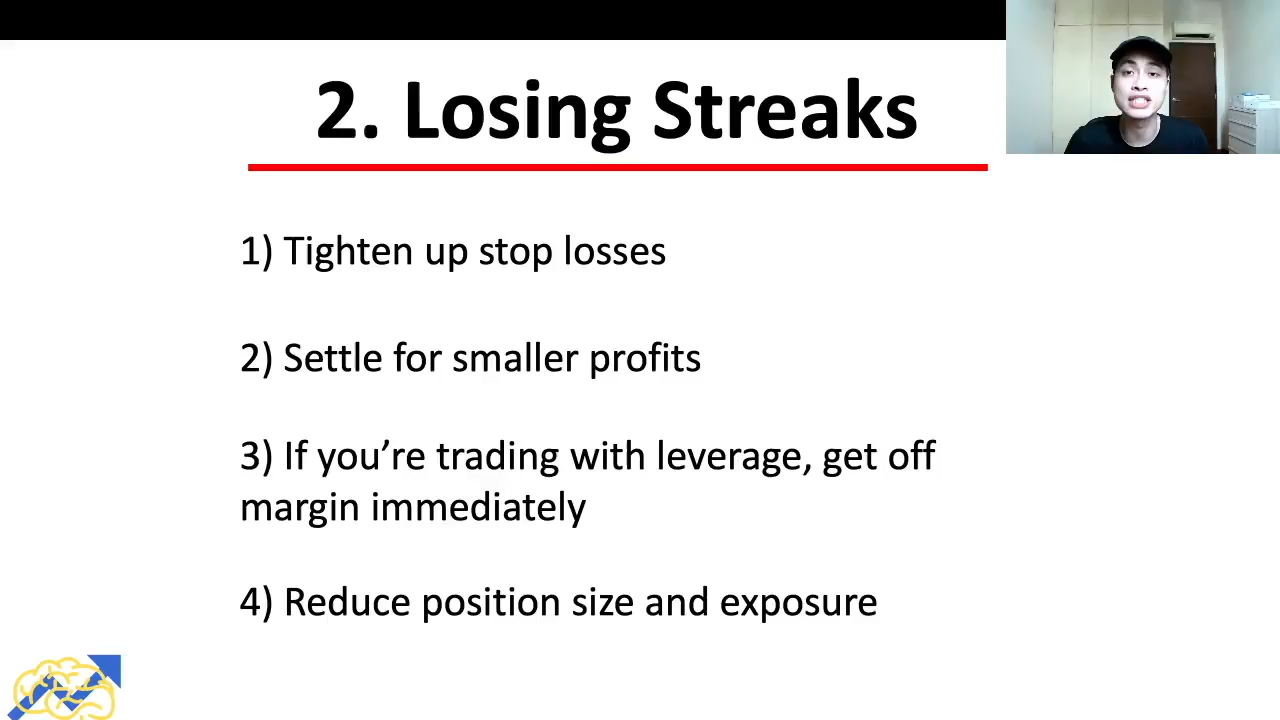 2. Losing Streaks
1) Tighten up stop losses
2) Settle for smaller profits
3) If you’re trading with leverage, get off
margin immediately
4) Reduce position size and exposure